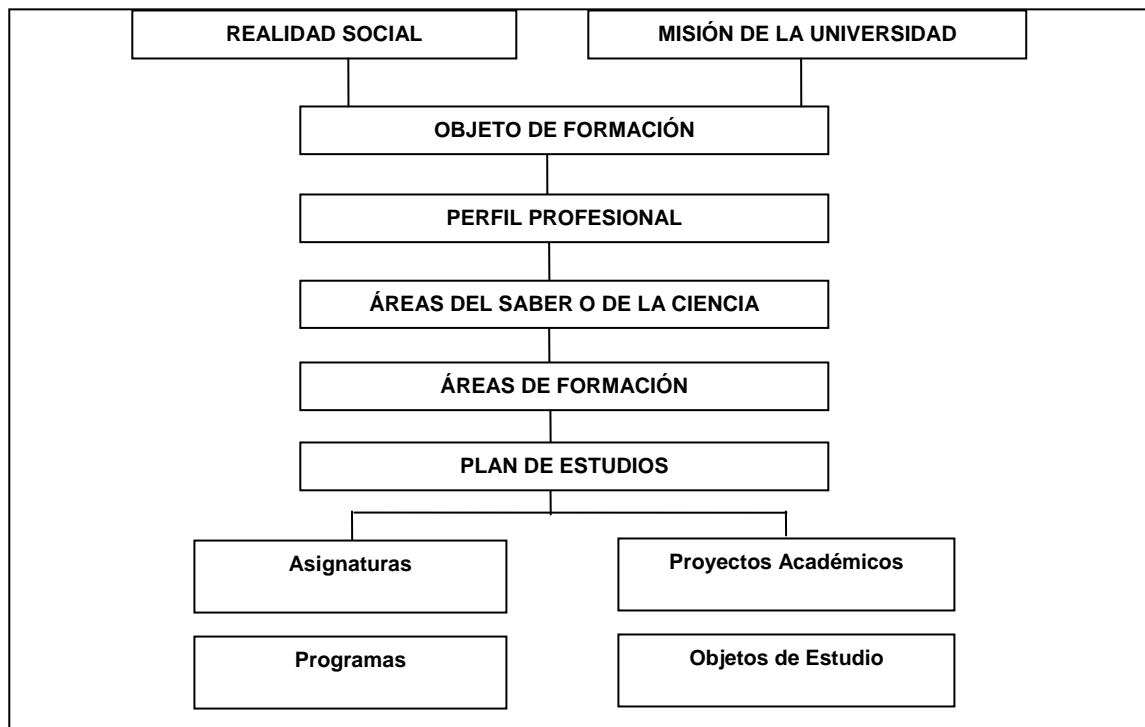 REALIDAD SOCIAL
MISIÓN DE LA UNIVERSIDAD
OBJETO DE FORMACIÓN
PERFIL PROFESIONAL
ÁREAS DEL SABER O DE LA CIENCIA
ÁREAS DE FORMACIÓN
PLAN DE ESTUDIOS
Asignaturas
Proyectos Académicos
Programas
Objetos de Estudio